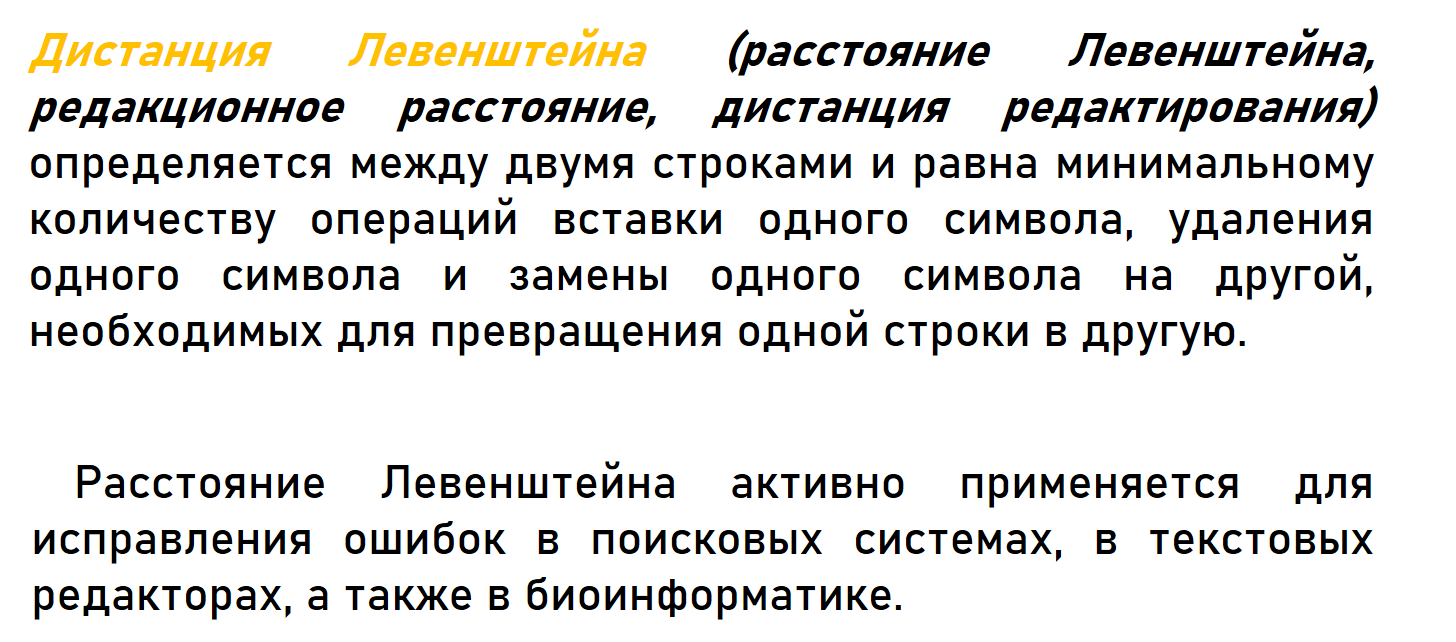 Дистанция Левенштейна (расстояние Левенштейна,
редакционное расстояние, дистанция редактирования)
определяется между двумя строками и равна минимальному
количеству операций вставки одного символа, удаления
одного символа и замены одного символа на другой,
необходимых для превращения одной строки в другую.
Расстояние Левенштейна активно применяется для
исправления ошибок в поисковых системах, в текстовых
редакторах, а также в биоинформатике.